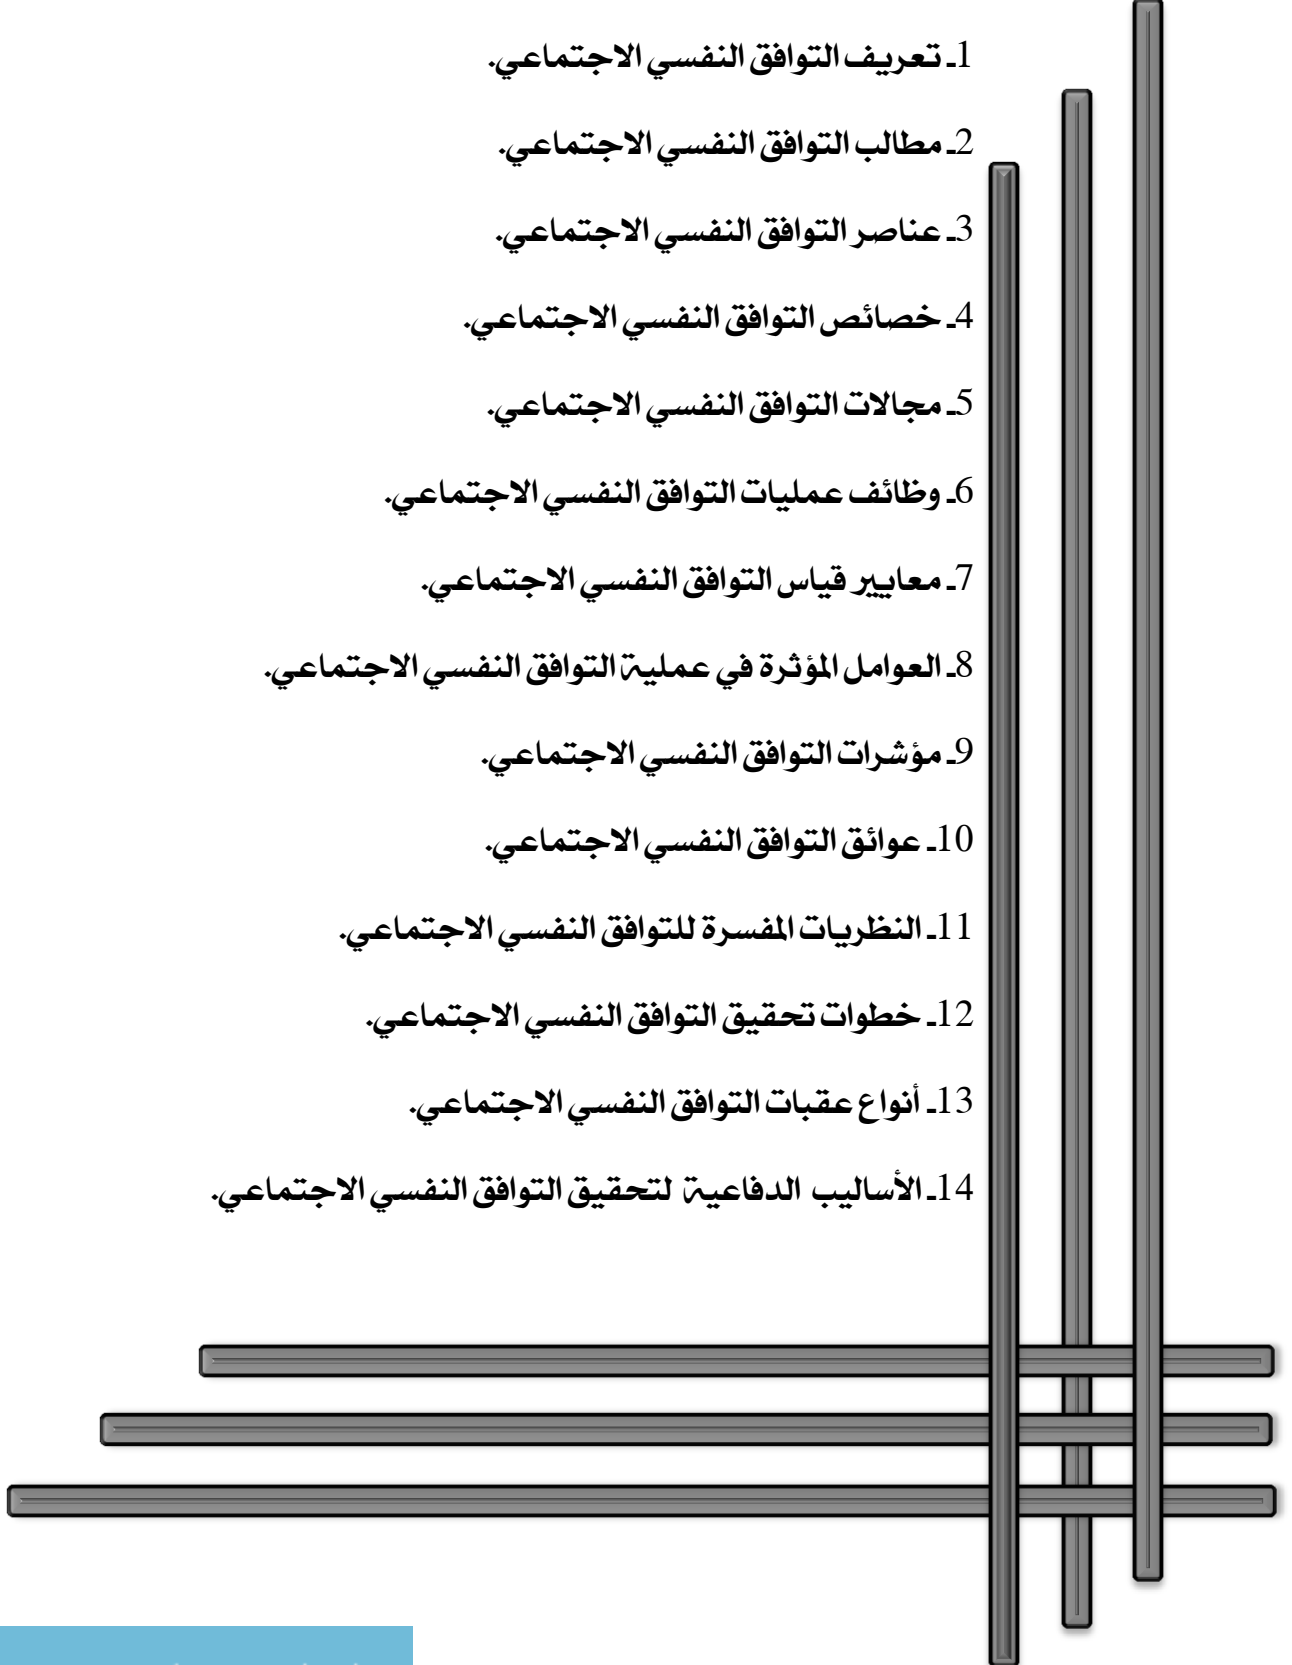 1ـ تعريف التوافق النفسي الاجتماعي.
2ـ مطالب التوافق النفسي الاجتماعي.
3ـ عناصر التوافق النفسي الاجتماعي.
4ـ خصائص التوافق النفسي الاجتماعي.
5ـ مجالات التوافق النفسي الاجتماعي.
6ـ وظائف عمليات التوافق النفسي الاجتماعي.
7ـ معايير قياس التوافق النفسي الاجتماعي.
8ـ العوامل المؤثرة في عملية التوافق النفسي الاجتماعي.
9ـ مؤشرات التوافق النفسي الاجتماعي.
10ـ عوائق التوافق النفسي الاجتماعي.
11ـ النظريات المفسرة للتوافق النفسي الاجتماعي.
12ـ خطوات تحقيق التوافق النفسي الاجتماعي.
13ـ أنواع عقبات التوافق النفسي الاجتماعي.
14ـ الأساليب الدفاعية لتحقيق التوافق النفسي الاجتماعي.